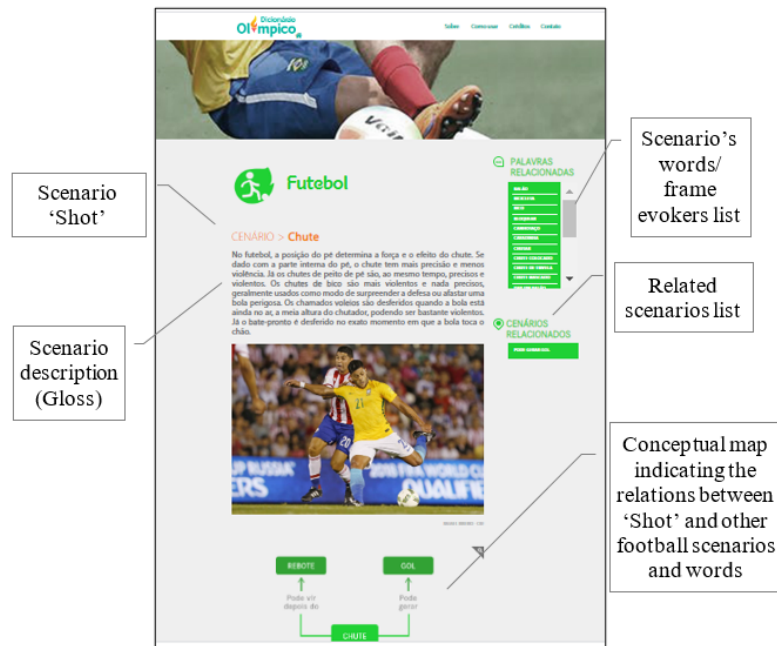 Dicionário
Olímpico
Sobre Como usar Créditos Contato
Futebol
PALAVRAS
RELACIONADAS
CENÁRIO > Chute
No futebol, a posição do pé determina a força e o efeito do chute. Se
dado com a parte interna do pé, o chute tem mais precisão e menos
violência. Já os chutes de peito de pé são, ao mesmo tempo, precisos e
violentos. Os chutes de bico são mais violentos e nada precisos,
geralmente usados como modo de surpreender a defesa ou afastar uma
bola perigosa. Os chamados voleios são desferidos quando a bola está
ainda no ar, a meia altura do chutador, podendo ser bastante violentos.
Já o bate-pronto é desferido no exato momento em que a bola toca o
chão.
CENÁRIOS
RELACIONADOS
20
21
REBOTE
GOL
Pode vir
depois do
Pode
gerar
CHUTE
Scenario
‘Shot’
Scenario
description
(Gloss)
Scenario’s
words/
frame
evokers list
Related
scenarios list
Conceptual map
indicating the
relations between
‘Shot’ and other
football scenarios
and words